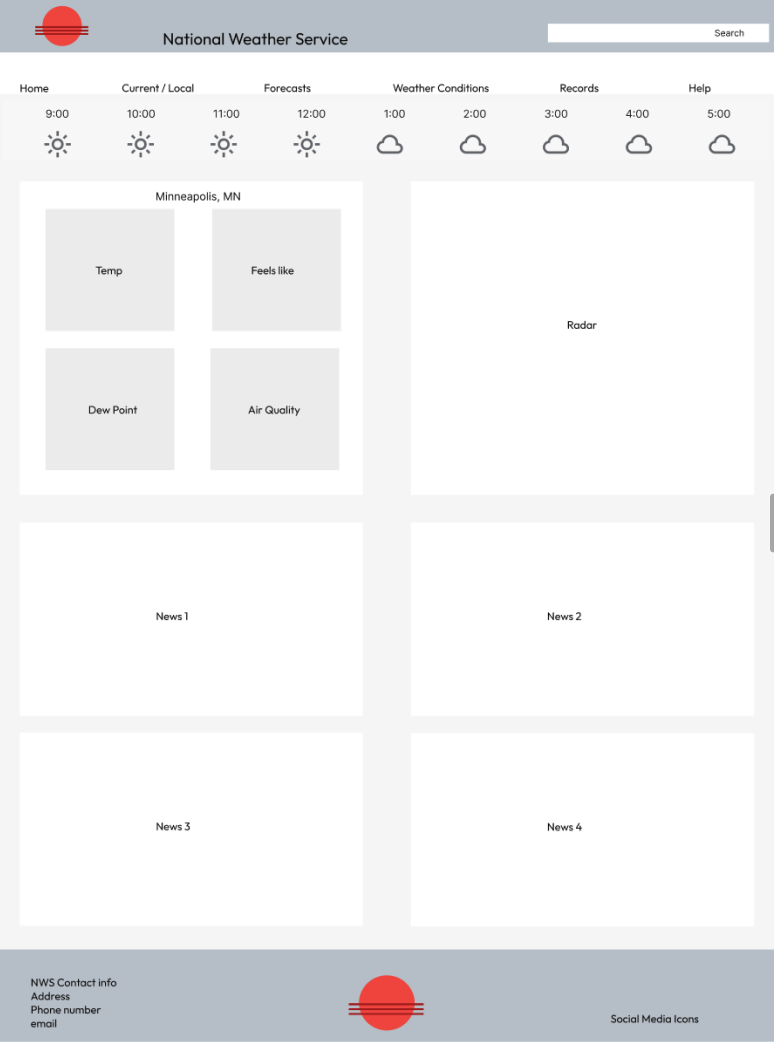 National Weather Service
Search
Home Current / Local Forecasts Weather Conditions Records Help
9:00 10:00 11:00 12:00 1:00 2:00 3:00 4:00 5:00
Minneapolis, MN
Temp Feels like
Dew Point Air Quality
Radar
News 1 News 2
News 3 News 4
NWS Contact info
Address
Phone number
email
Social Media Icons